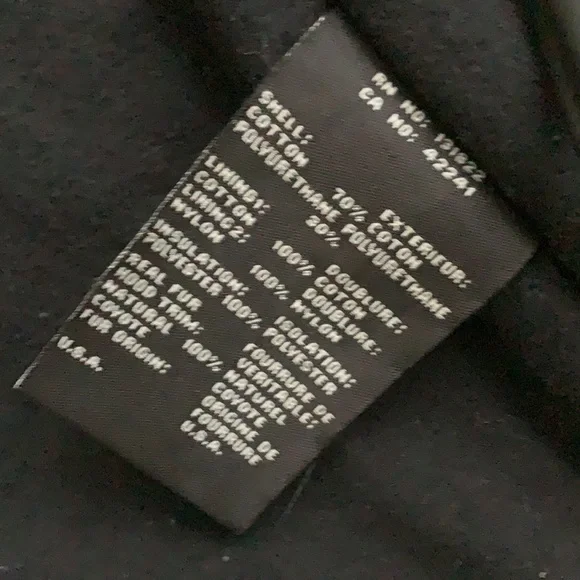 RN NO: 131622
CA NO: 42241
SHELL: EXTERIEUR:
COTTON 70% COTON
POLYURETHANE 30% POLYURETHANE
LINING1: DOUBLURE:
COTTON 100% COTON
LINING2: DOUBLURE:
NYLON 100% NYLON
INSULATION: ISOLATION:
POLYESTER 100% POLYESTER
REAL FUR FOURRURE DE
HOOD TRIM: VERITABLE:
NATURAL 100% NATUREL
COYOTE COYOTE
FUR ORIGIN: ORIGINE DE
FOURRURE
U.S.A. U.S.A.